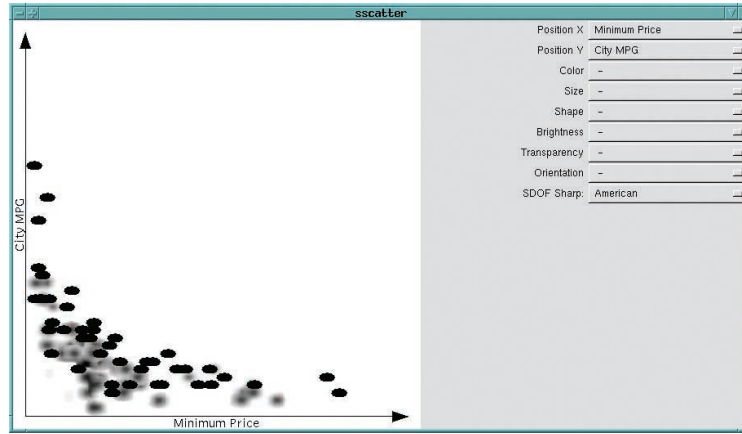 sscatter
Position X Minimum Price
Position Y City MPG
Color -
Size -
Shape -
Brightness -
Transparency -
Orientation -
SDOF Sharp: American
City MPG
Minimum Price